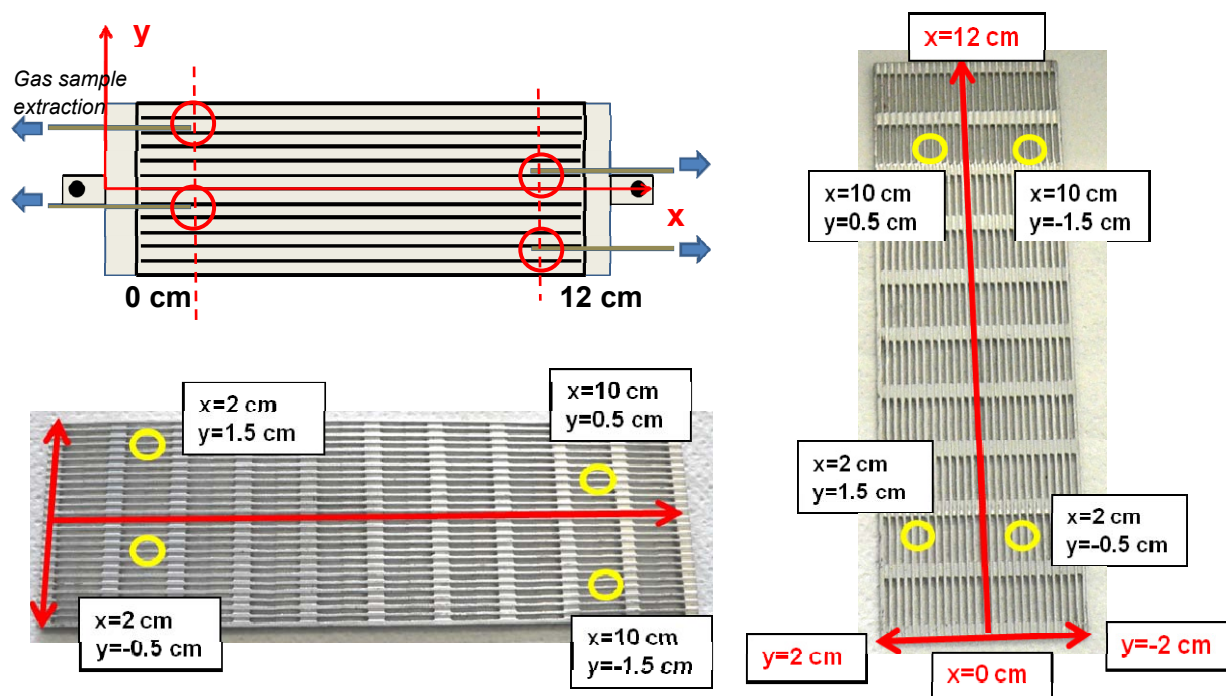 y
Gas sample
extraction
x
0 cm
12 cm
x=2 cm
y=1.5 cm
x=10 cm
y=0.5 cm
x=2 cm
y=-0.5 cm
x=10 cm
y=-1.5 cm
x=12 cm
x=10 cm
y=0.5 cm
x=10 cm
y=-1.5 cm
x=2 cm
y=1.5 cm
x=2 cm
y=-0.5 cm
y=2 cm
x=0 cm
y=-2 cm